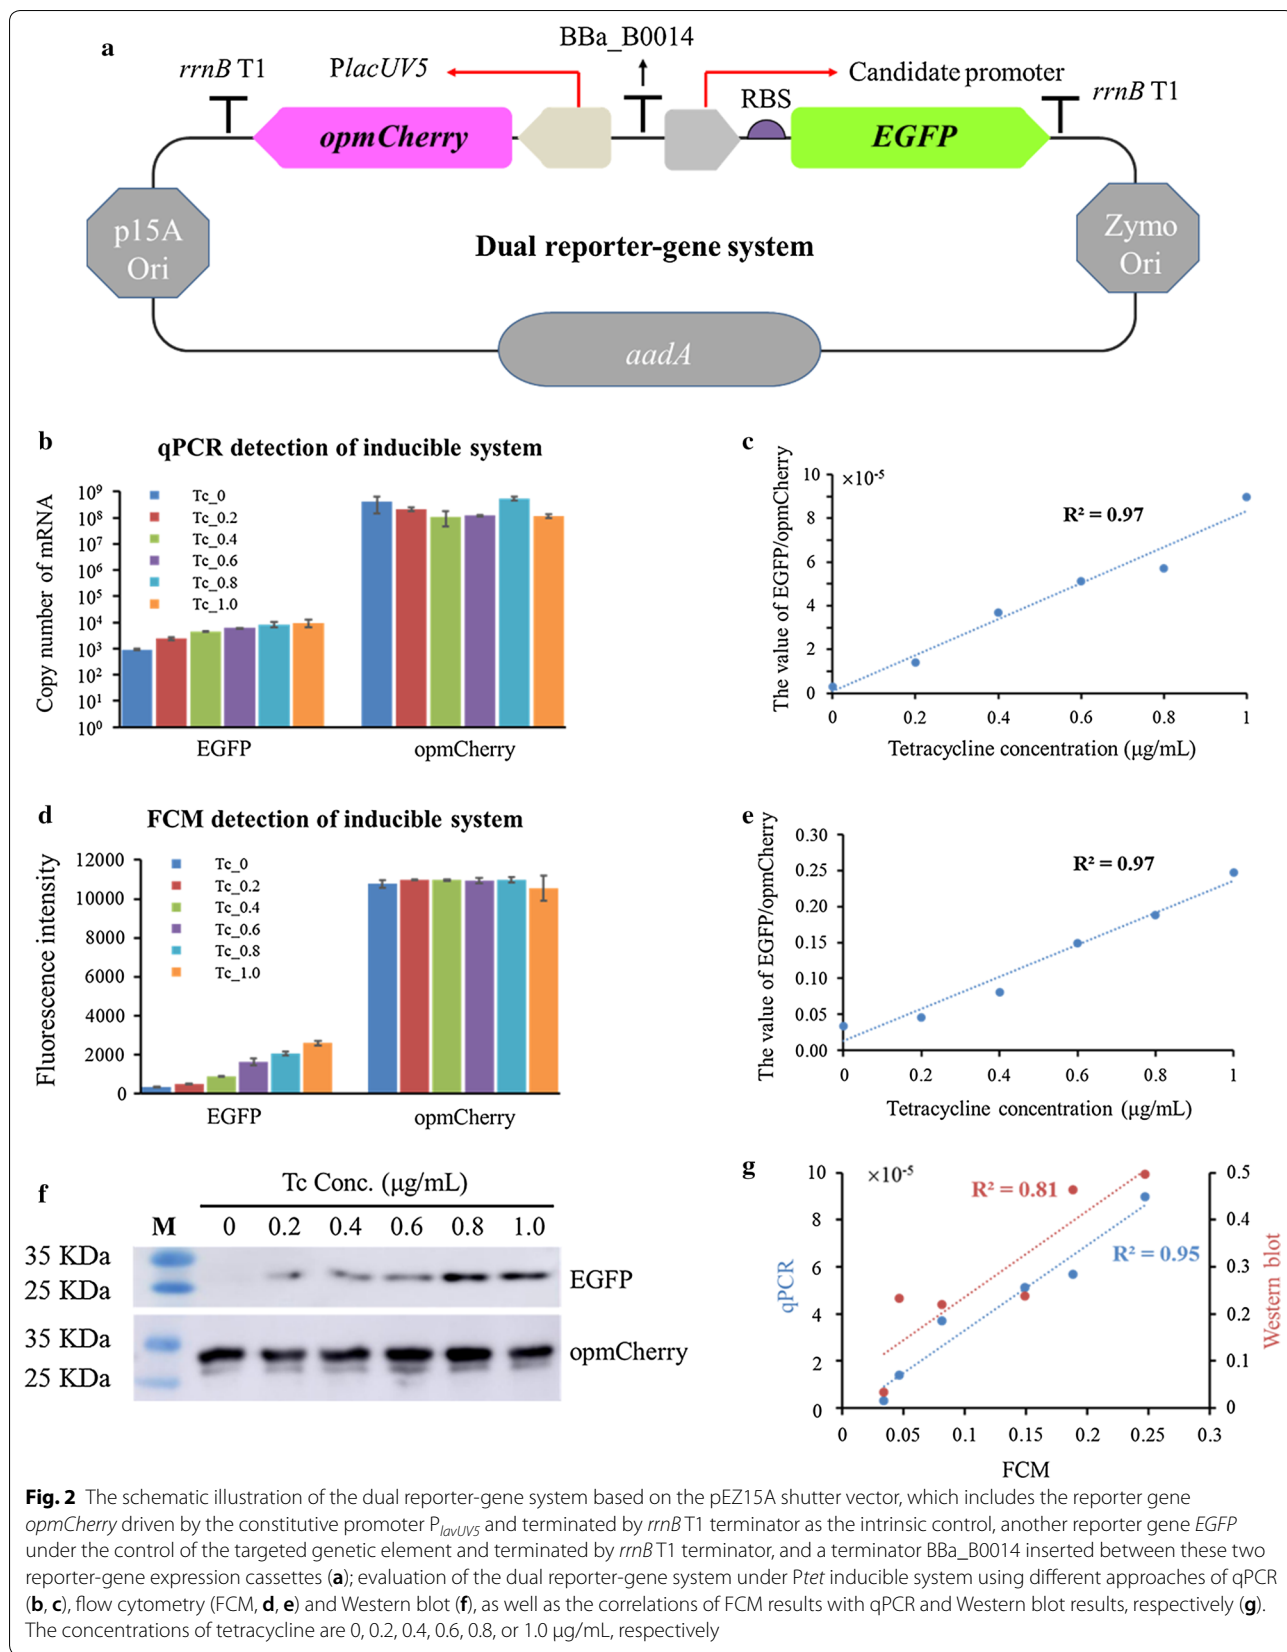 a
BBa_B0014
rrnB T1
PlacUV5
Candidate promoter
RBS
rrnB T1
opmCherry
EGFP
p15A
Ori
Dual reporter-gene system
Zymo
Ori
aadA
b
qPCR detection of inducible system
Copy number of mRNA
10⁹
10⁸
10⁷
10⁶
10⁵
10⁴
10³
10²
10¹
10⁰
Tc_0
Tc_0.2
Tc_0.4
Tc_0.6
Tc_0.8
Tc_1.0
EGFP
opmCherry
c
The value of EGFP/opmCherry
×10⁻⁵
10
8
6
4
2
0
R² = 0.97
0
0.2
0.4
0.6
0.8
1
Tetracycline concentration (μg/mL)
d
FCM detection of inducible system
Fluorescence intensity
12000
10000
8000
6000
4000
2000
0
Tc_0
Tc_0.2
Tc_0.4
Tc_0.6
Tc_0.8
Tc_1.0
EGFP
opmCherry
e
The value of EGFP/opmCherry
0.30
0.25
0.20
0.15
0.10
0.05
0.00
R² = 0.97
0
0.2
0.4
0.6
0.8
1
Tetracycline concentration (μg/mL)
f
Tc Conc. (μg/mL)
M 0 0.2 0.4 0.6 0.8 1.0
35 KDa
25 KDa
EGFP
35 KDa
25 KDa
opmCherry
g
qPCR
×10⁻⁵
10
8
6
4
2
0
R² = 0.81
R² = 0.95
0.5
0.4
0.3
0.2
0.1
0
Western blot
0
0.05
0.1
0.15
0.2
0.25
0.3
FCM
Fig. 2 The schematic illustration of the dual reporter-gene system based on the pEZ15A shutter vector, which includes the reporter gene
opmCherry driven by the constitutive promoter PlavUV5 and terminated by rrnB T1 terminator as the intrinsic control, another reporter gene EGFP
under the control of the targeted genetic element and terminated by rrnB T1 terminator, and a terminator BBa_B0014 inserted between these two
reporter-gene expression cassettes (a); evaluation of the dual reporter-gene system under Ptet inducible system using different approaches of qPCR
(b, c), flow cytometry (FCM, d, e) and Western blot (f), as well as the correlations of FCM results with qPCR and Western blot results, respectively (g).
The concentrations of tetracycline are 0, 0.2, 0.4, 0.6, 0.8, or 1.0 μg/mL, respectively